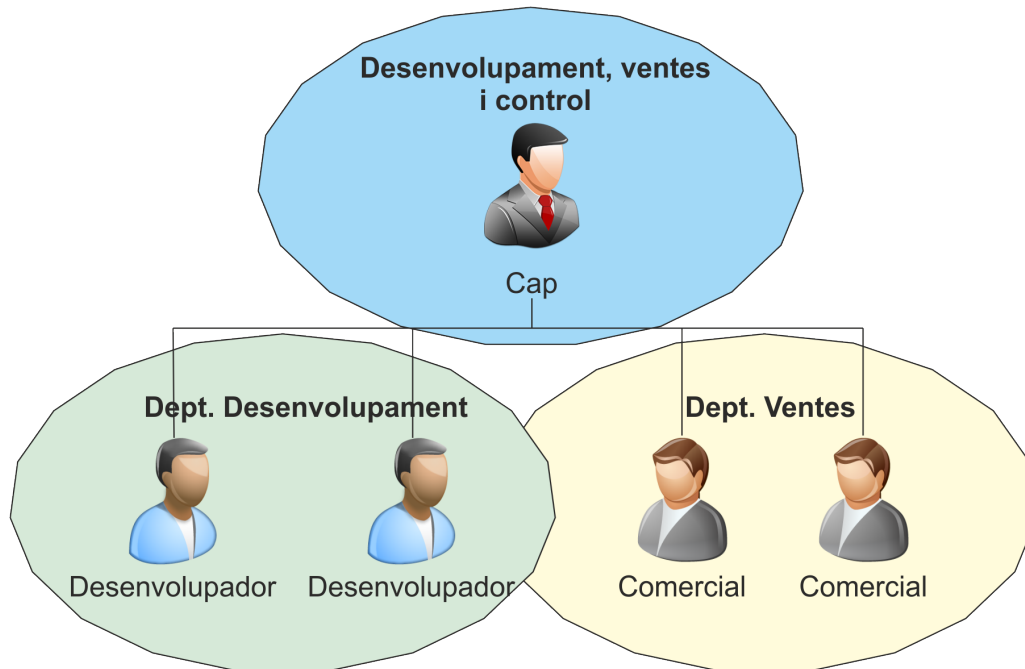 Desenvolupament, ventes
i control
Cap
Dept. Desenvolupament
Dept. Ventes
Desenvolupador
Desenvolupador
Comercial
Comercial